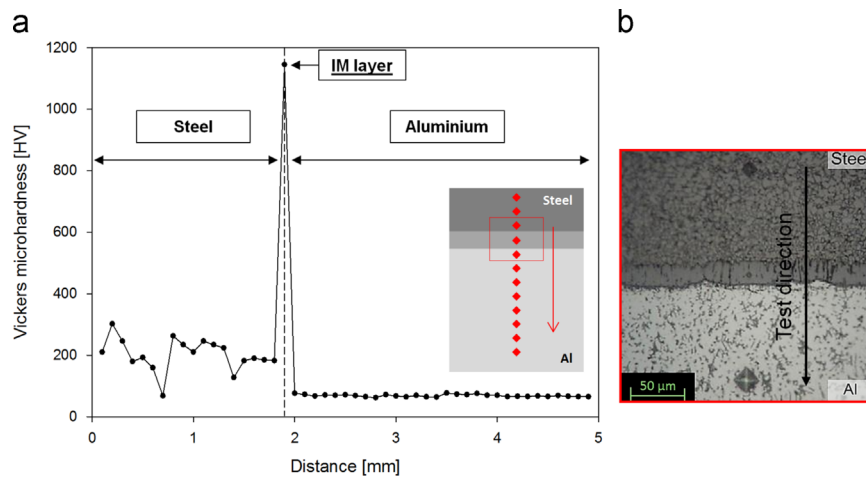 a
b
1200
1000
800
600
400
200
0
Vickers microhardness [HV]
IM layer
Steel
Aluminium
Steel
Al
0
1
2
3
4
5
Distance [mm]
Steel
Test direction
50 µm
Al